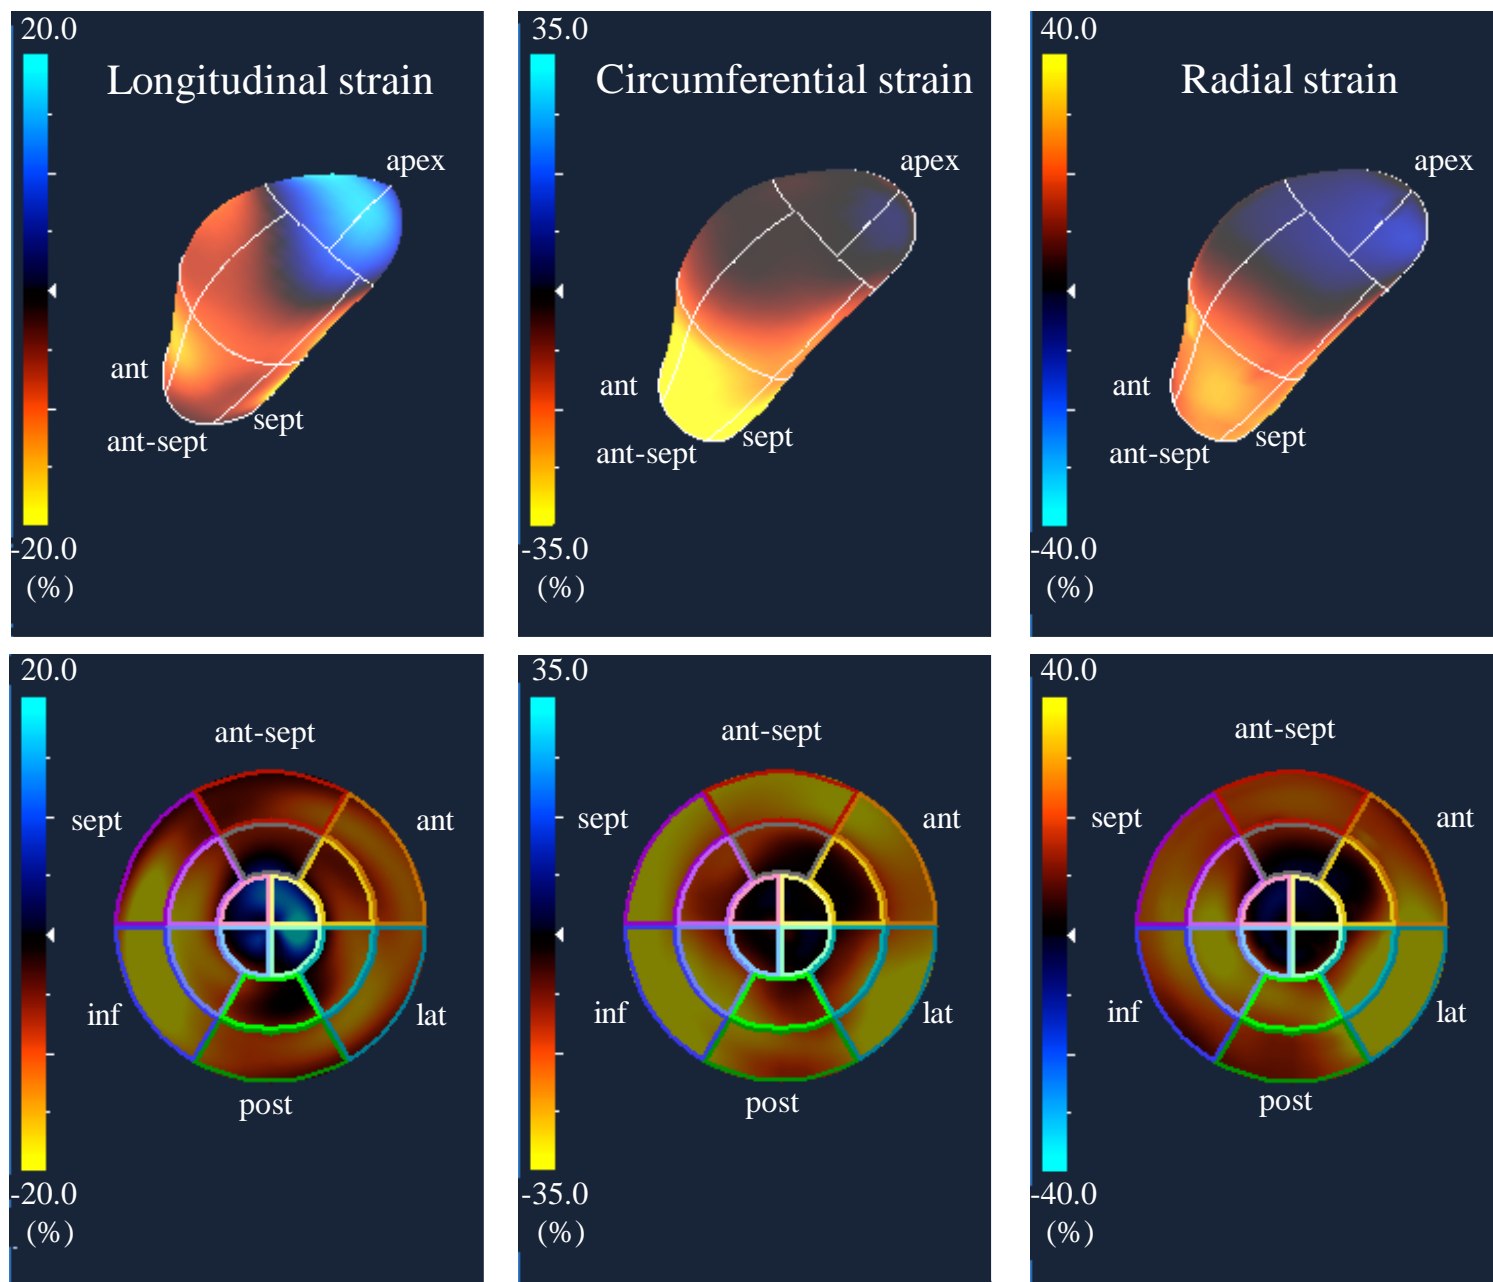 20.0
Longitudinal strain
apex
ant
sept
ant-sept
-20.0
(%)
35.0
Circumferential strain
apex
ant
sept
ant-sept
-35.0
(%)
40.0
Radial strain
apex
ant
sept
ant-sept
-40.0
(%)
20.0
ant-sept
sept
ant
inf
lat
post
-20.0
(%)
35.0
ant-sept
sept
ant
inf
lat
post
-35.0
(%)
40.0
ant-sept
sept
ant
inf
lat
post
-40.0
(%)